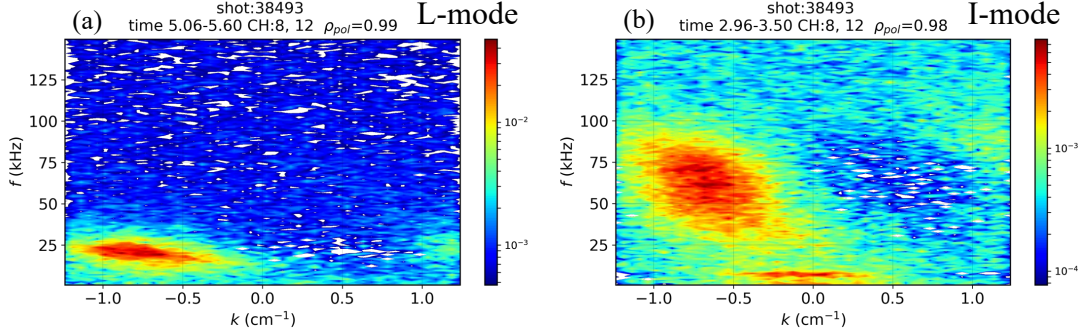 (a)
shot:38493
L-mode
time 5.06-5.60 CH:8, 12 ρpol=0.99
125
100
75
50
25
f (kHz)
−1.0 −0.5 0.0 0.5 1.0
k (cm⁻¹)
10⁻²
10⁻³
(b)
shot:38493
I-mode
time 2.96-3.50 CH:8, 12 ρpol=0.98
125
100
75
50
25
f (kHz)
−1.0 −0.5 0.0 0.5 1.0
k (cm⁻¹)
10⁻³
10⁻⁴